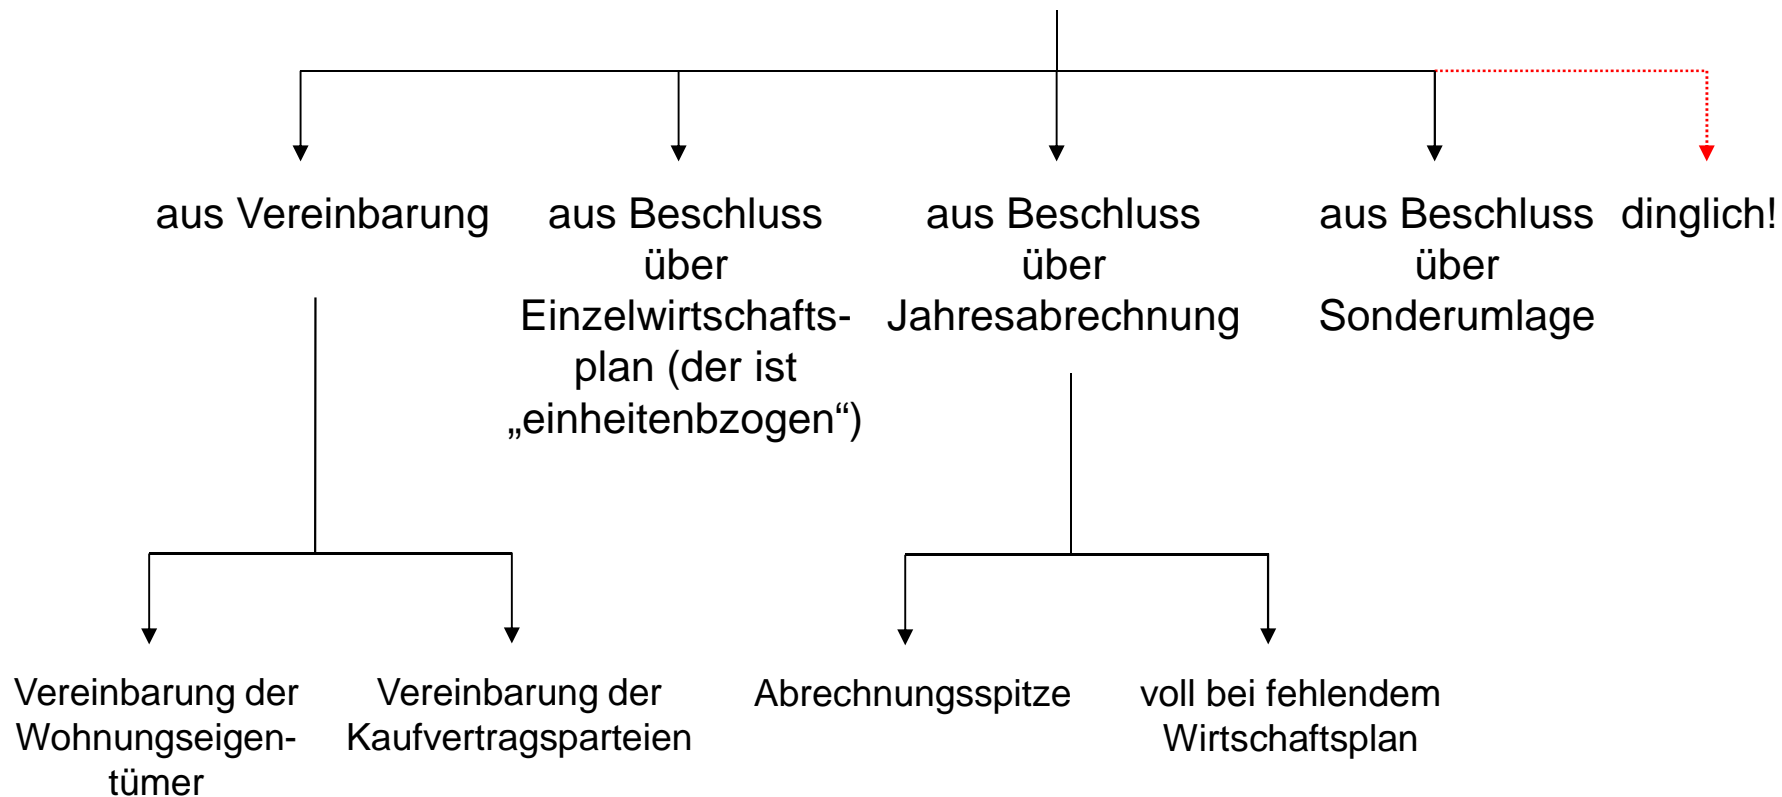 aus Vereinbarung
aus Beschluss
über
Einzelwirtschafts-
plan (der ist
„einheitenbzogen“)
aus Beschluss
über
Jahresabrechnung
aus Beschluss
über
Sonderumlage
dinglich!
Vereinbarung der
Wohnungseigen-
tümer
Vereinbarung der
Kaufvertragsparteien
Abrechnungsspitze
voll bei fehlendem
Wirtschaftsplan